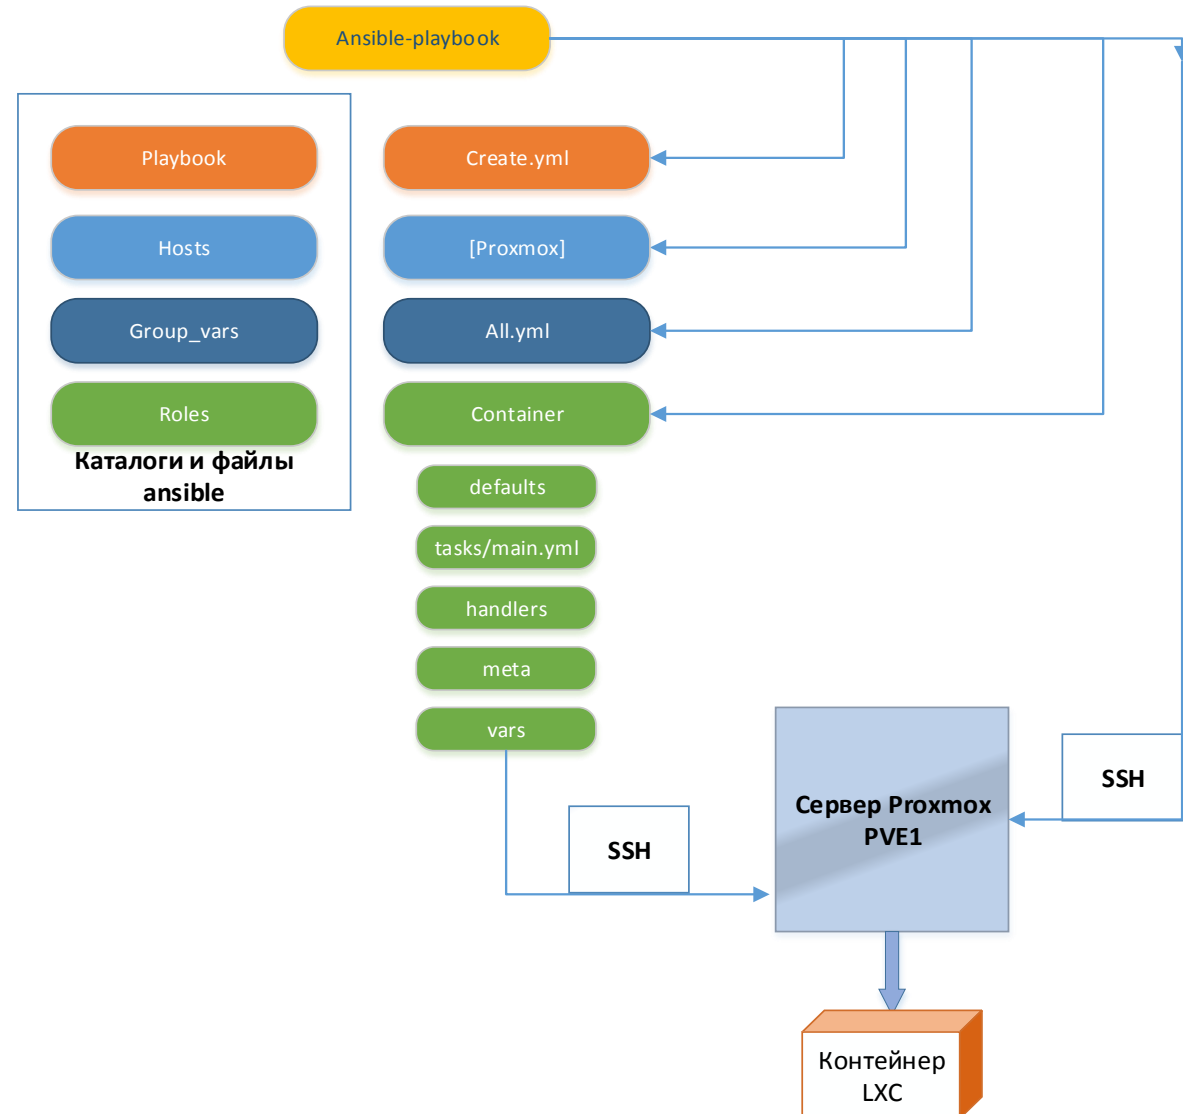 Ansible-playbook
Playbook
Create.yml
Hosts
[Proxmox]
Group_vars
All.yml
Roles
Container
Каталоги и файлы
ansible
defaults
tasks/main.yml
handlers
meta
vars
SSH
Сервер Proxmox
PVE1
SSH
Контейнер
LXC